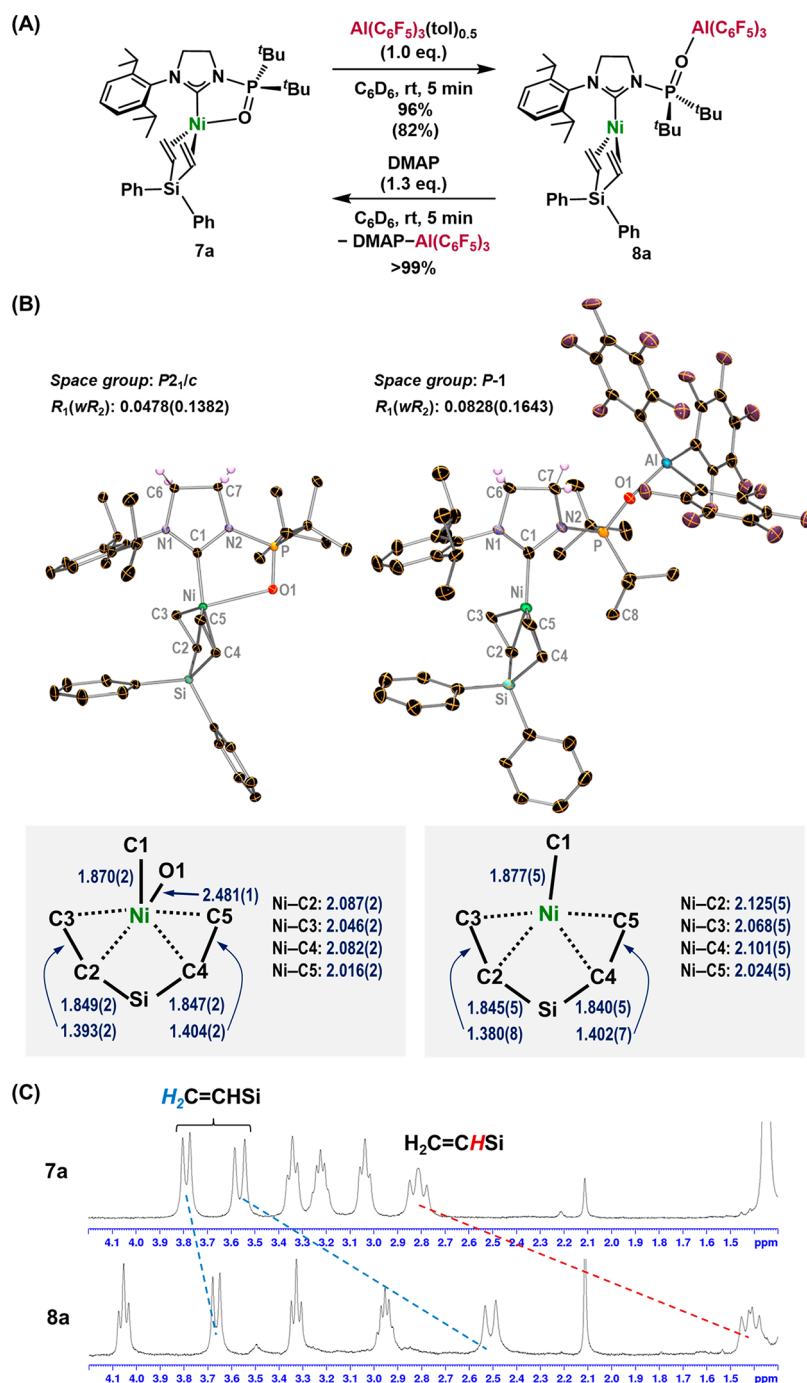 (A)
Al(C6F5)3(tol)0.5
(1.0 eq.)
C6D6, rt, 5 min
96%
(82%)
DMAP
(1.3 eq.)
C6D6, rt, 5 min
– DMAP–Al(C6F5)3
>99%
N
N
P
tBu
tBu
O
Ni
Si
Ph
Ph
7a
Al(C6F5)3
O
N
N
P
tBu
tBu
Ni
Si
Ph
Ph
8a
(B)
Space group: P21/c
R1(wR2): 0.0478(0.1382)
Space group: P-1
R1(wR2): 0.0828(0.1643)
C6
C7
N1
C1
N2
P
Ni
O1
C3
C5
C2
C4
Si
Al
O1
C6
C7
N1
C1
N2
P
Ni
C3
C5
C2
C4
C8
Si
C1
1.870(2)
O1
2.481(1)
C3
Ni
C5
C2
C4
1.849(2)
Si
1.847(2)
1.393(2)
1.404(2)
Ni–C2: 2.087(2)
Ni–C3: 2.046(2)
Ni–C4: 2.082(2)
Ni–C5: 2.016(2)
C1
1.877(5)
C3
Ni
C5
C2
C4
1.845(5)
Si
1.840(5)
1.380(8)
1.402(7)
Ni–C2: 2.125(5)
Ni–C3: 2.068(5)
Ni–C4: 2.101(5)
Ni–C5: 2.024(5)
(C)
H2C=CHSi
H2C=CHSi
7a
4.1 4.0 3.9 3.8 3.7 3.6 3.5 3.4 3.3 3.2 3.1 3.0 2.9 2.8 2.7 2.6 2.5 2.4 2.3 2.2 2.1 2.0 1.9 1.8 1.7 1.6 1.5 ppm
8a
4.1 4.0 3.9 3.8 3.7 3.6 3.5 3.4 3.3 3.2 3.1 3.0 2.9 2.8 2.7 2.6 2.5 2.4 2.3 2.2 2.1 2.0 1.9 1.8 1.7 1.6 1.5 ppm